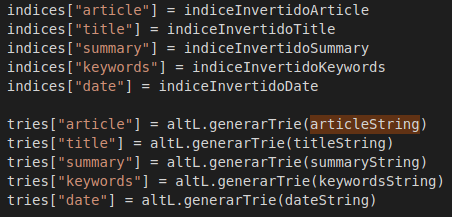 indices["article"] = indiceInvertidoArticle
indices["title"] = indiceInvertidoTitle
indices["summary"] = indiceInvertidoSummary
indices["keywords"] = indiceInvertidoKeywords
indices["date"] = indiceInvertidoDate

tries["article"] = altL.generarTrie(articleString)
tries["title"] = altL.generarTrie(titleString)
tries["summary"] = altL.generarTrie(summaryString)
tries["keywords"] = altL.generarTrie(keywordsString)
tries["date"] = altL.generarTrie(dateString)